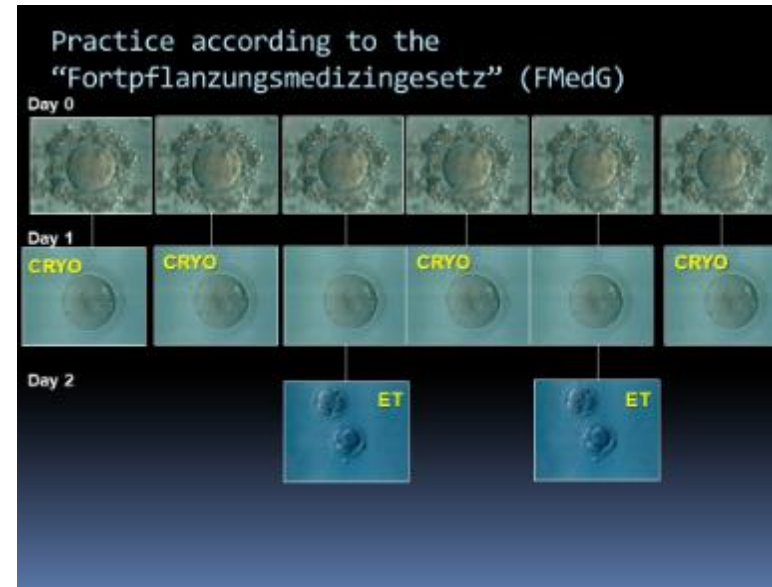 Practice according to the
“Fortpflanzungsmedizingesetz” (FMedG)
Day 0
Day 1
CRYO CRYO CRYO CRYO
Day 2
ET ET